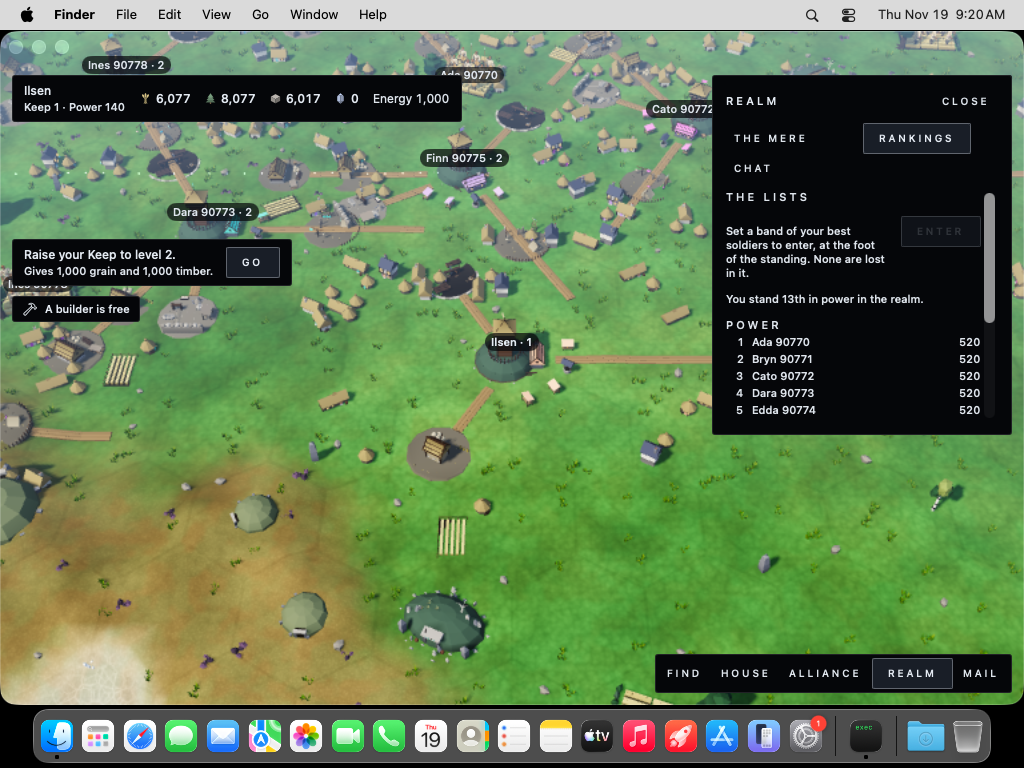 Finder File Edit View Go Window Help Thu Nov 19 9:20 AM
Ines 90778 · 2
Ada 90770
Ilsen
Keep 1 · Power 140
6,077 8,077 6,017 0 Energy 1,000
Cato 90772
Finn 90775 · 2
Dara 90773 · 2
Raise your Keep to level 2.
Gives 1,000 grain and 1,000 timber.
GO
A builder is free
Ilsen · 1
REALM CLOSE
THE MERE RANKINGS
CHAT
THE LISTS
Set a band of your best
soldiers to enter, at the foot
of the standing. None are lost
in it.
ENTER
You stand 13th in power in the realm.
POWER
1 Ada 90770 520
2 Bryn 90771 520
3 Cato 90772 520
4 Dara 90773 520
5 Edda 90774 520
FIND HOUSE ALLIANCE REALM MAIL
Thu
19
tv
1
exec